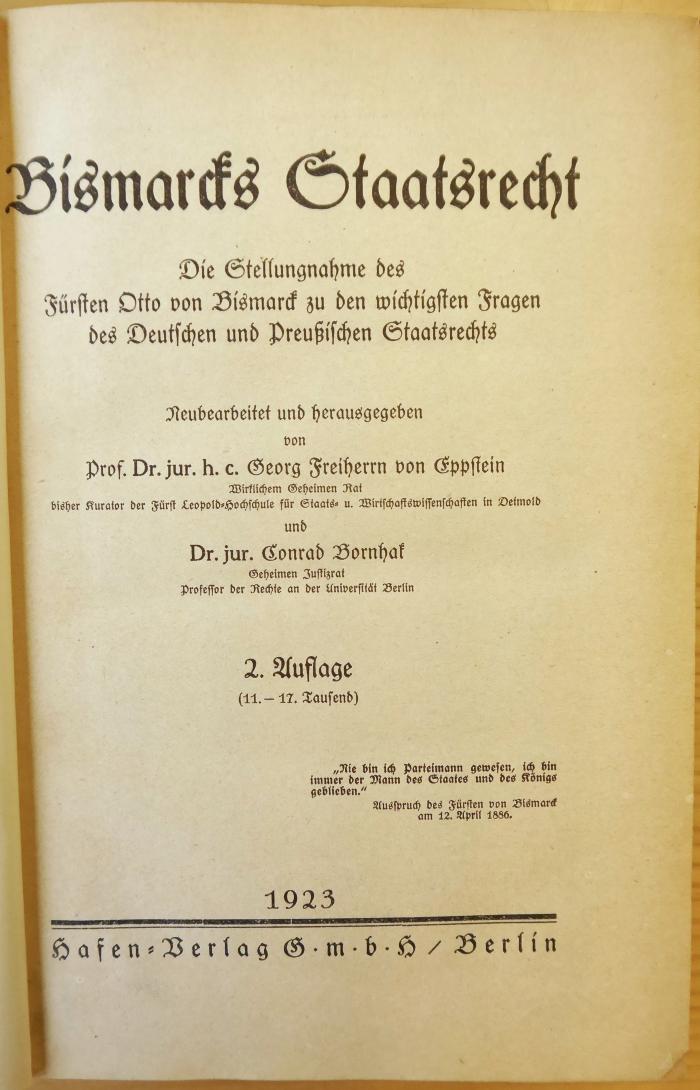 Bismarcks Staatsrecht
Die Stellungnahme des
Fürsten Otto von Bismarck zu den wichtigsten Fragen
des Deutschen und Preußischen Staatsrechts
Neubearbeitet und herausgegeben
von
Prof. Dr. jur. h. c. Georg Freiherrn von Eppstein
Wirklichem Geheimen Rat
bisher Kurator der Fürst Leopold-Hochschule für Staats- u. Wirtschaftswissenschaften in Detmold
und
Dr. jur. Conrad Bornhak
Geheimen Justizrat
Professor der Rechte an der Universität Berlin
2. Auflage
(11.—17. Tausend)
„Nie bin ich Parteimann gewesen, ich bin
immer der Mann des Staates und des Königs
geblieben.“
Ausspruch des Fürsten von Bismarck
am 12. April 1886.
1923
Hafen-Verlag G·m·b·H / Berlin